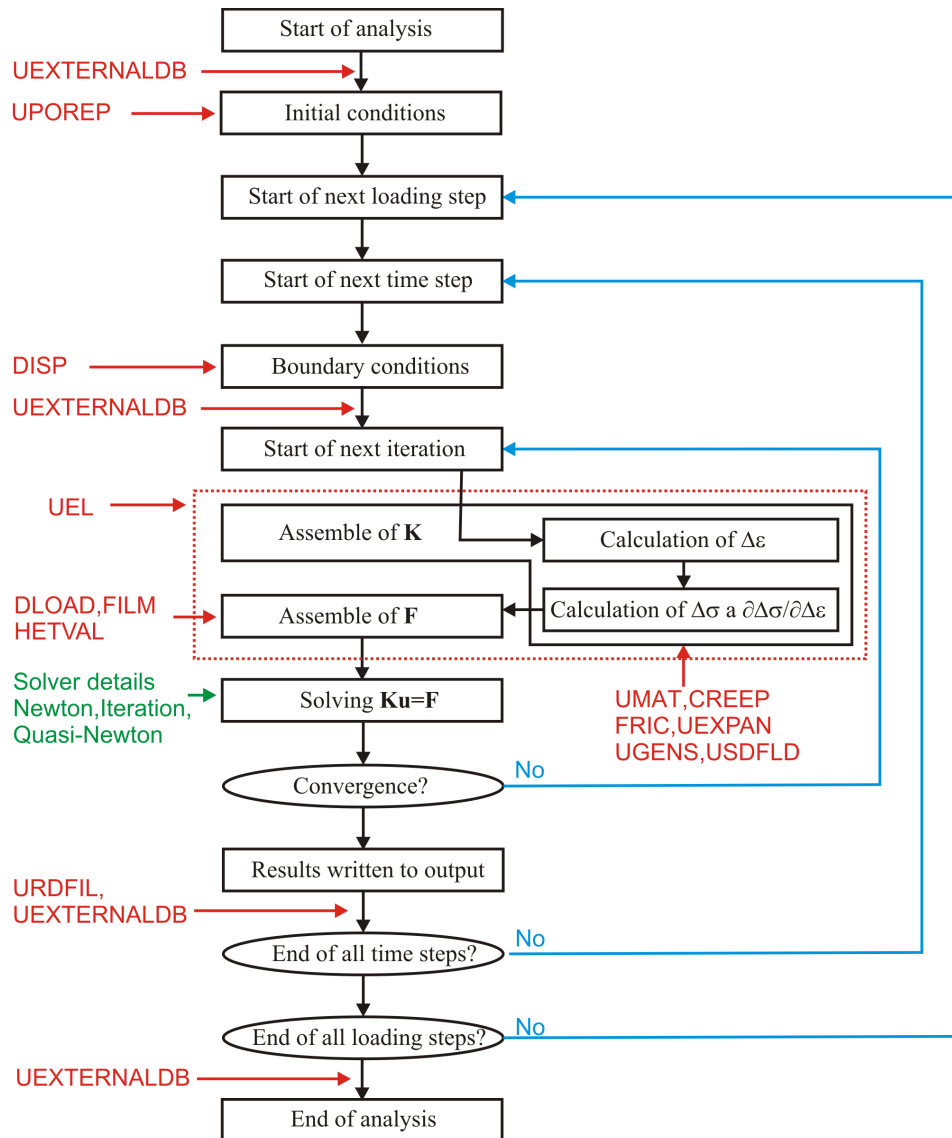 Start of analysis
UEXTERNALDB
UPOREP
Initial conditions
Start of next loading step
Start of next time step
DISP
Boundary conditions
UEXTERNALDB
Start of next iteration
UEL
Assemble of K
Calculation of Δε
DLOAD,FILM
HETVAL
Assemble of F
Calculation of Δσ a ∂Δσ/∂Δε
Solver details
Newton,Iteration,
Quasi-Newton
Solving Ku=F
UMAT,CREEP
FRIC,UEXPAN
UGENS,USDFLD
Convergence?
No
Results written to output
URDFIL,
UEXTERNALDB
End of all time steps?
No
End of all loading steps?
No
UEXTERNALDB
End of analysis